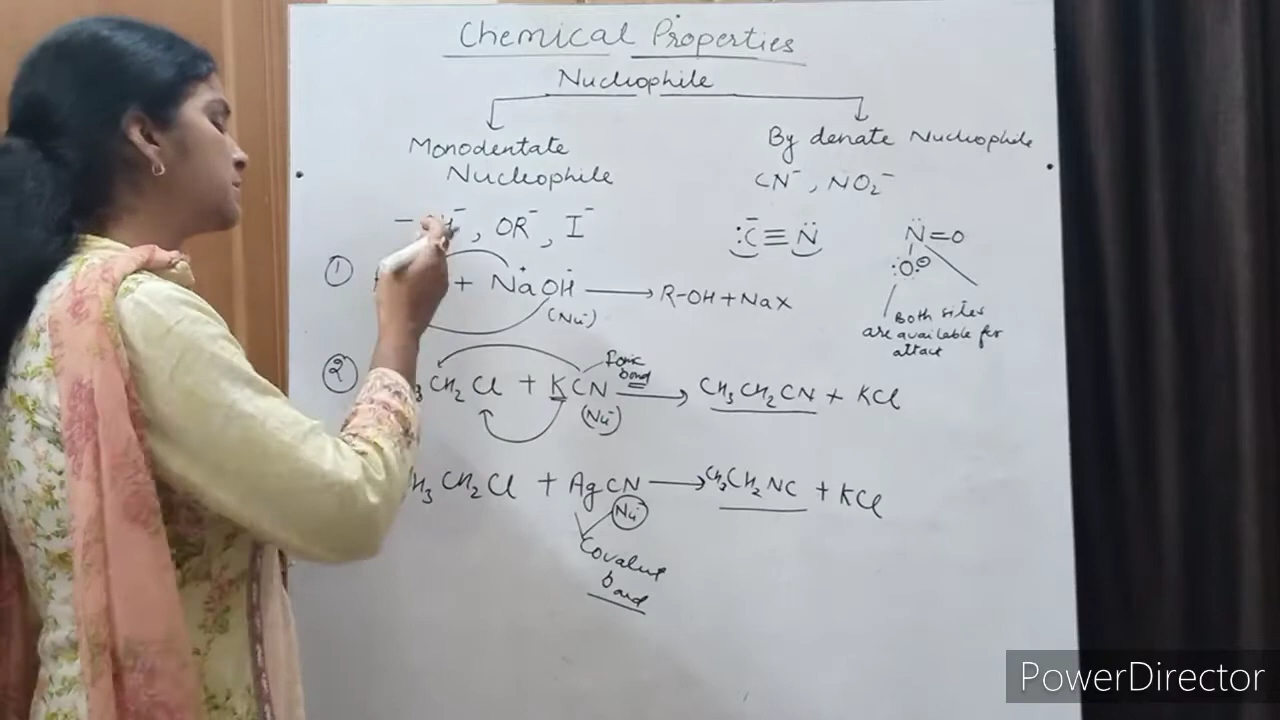 Chemical Properties
Nucleophile
Monodentate
Nucleophile
OR⁻, I⁻
By denate Nucleophile
CN⁻, NO₂⁻
:C̄≡N̈
N̈=O
:O:⊖
Both sites
are available for
attack
① + NaOH ⟶ R-OH + NaX
(Nu⁻)
② CH₂Cl + KCN ⟶ CH₃CH₂CN + KCl
Ionic
bond
(Nu⁻)
H₃CH₂Cl + AgCN ⟶ CH₃CH₂NC + KCl
Nu⁻
Covalent
bond
PowerDirector